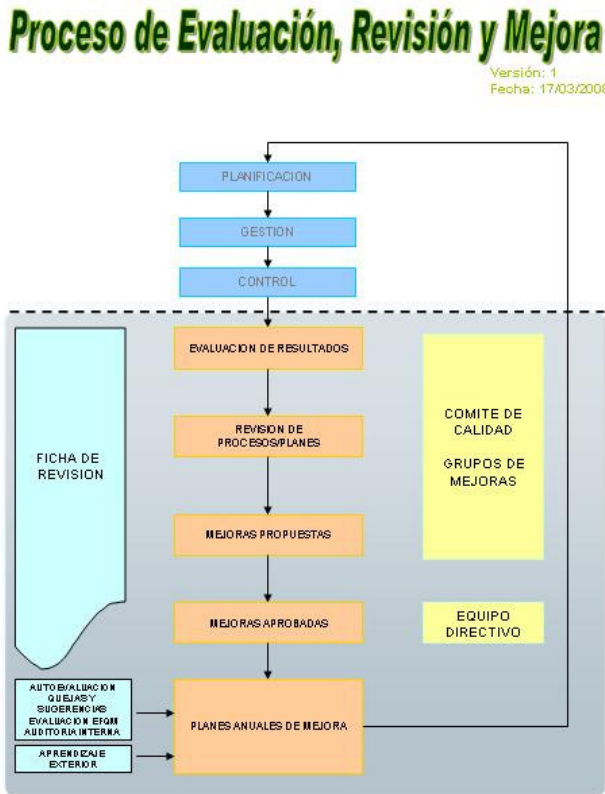 Proceso de Evaluación, Revisión y Mejora
Versión: 1
Fecha: 17/03/2008
PLANIFICACION
GESTION
CONTROL
EVALUACION DE RESULTADOS
REVISION DE
PROCESOS/PLANES
MEJORAS PROPUESTAS
MEJORAS APROBADAS
PLANES ANUALES DE MEJORA
FICHA DE
REVISION
AUTOEVALUACION
QUEJAS Y
SUGERENCIAS
EVALUACION EFQM
AUDITORIA INTERNA
APRENDIZAJE
EXTERIOR
COMITE DE
CALIDAD
GRUPOS DE
MEJORAS
EQUIPO
DIRECTIVO